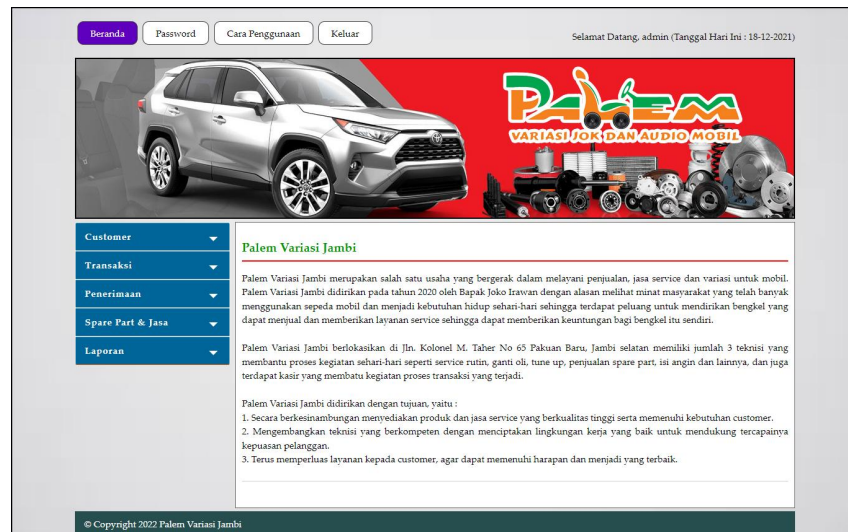 Beranda
Password
Cara Penggunaan
Keluar
Selamat Datang, admin (Tanggal Hari Ini : 18-12-2021)
PALEM
VARIASI JOK DAN AUDIO MOBIL
Customer
Transaksi
Penerimaan
Spare Part & Jasa
Laporan
Palem Variasi Jambi
Palem Variasi Jambi merupakan salah satu usaha yang bergerak dalam melayani penjualan, jasa service dan variasi untuk mobil.
Palem Variasi Jambi didirikan pada tahun 2020 oleh Bapak Joko Irawan dengan alasan melihat minat masyarakat yang telah banyak
menggunakan sepeda mobil dan menjadi kebutuhan hidup sehari-hari sehingga terdapat peluang untuk mendirikan bengkel yang
dapat menjual dan memberikan layanan service sehingga dapat memberikan keuntungan bagi bengkel itu sendiri.
Palem Variasi Jambi berlokasikan di Jln. Kolonel M. Taher No 65 Pakuan Baru, Jambi selatan memiliki jumlah 3 teknisi yang
membantu proses kegiatan sehari-hari seperti service rutin, ganti oli, tune up, penjualan spare part, isi angin dan lainnya, dan juga
terdapat kasir yang membatu kegiatan proses transaksi yang terjadi.
Palem Variasi Jambi didirikan dengan tujuan, yaitu :
1. Secara berkesinambungan menyediakan produk dan jasa service yang berkualitas tinggi serta memenuhi kebutuhan customer.
2. Mengembangkan teknisi yang berkompeten dengan menciptakan lingkungan kerja yang baik untuk mendukung tercapainya
kepuasan pelanggan.
3. Terus memperluas layanan kepada customer, agar dapat memenuhi harapan dan menjadi yang terbaik.
© Copyright 2022 Palem Variasi Jambi